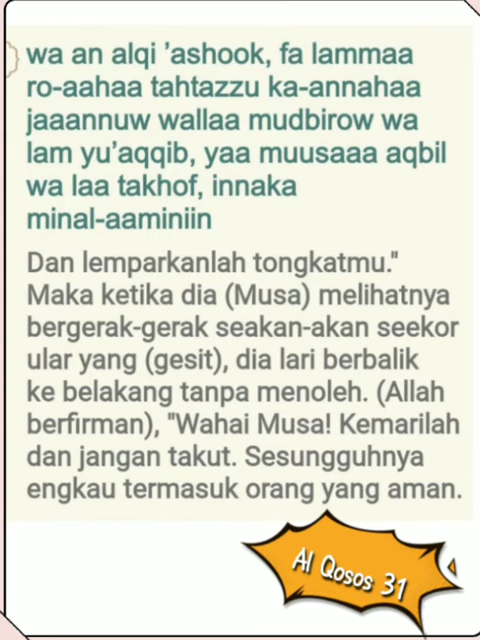 wa an alqi 'ashook, fa lammaa
ro-aahaa tahtazzu ka-annahaa
jaaannuw wallaa mudbirow wa
lam yu'aqqib, yaa muusaaa aqbil
wa laa takhof, innaka
minal-aaminiin
Dan lemparkanlah tongkatmu."
Maka ketika dia (Musa) melihatnya
bergerak-gerak seakan-akan seekor
ular yang (gesit), dia lari berbalik
ke belakang tanpa menoleh. (Allah
berfirman), "Wahai Musa! Kemarilah
dan jangan takut. Sesungguhnya
engkau termasuk orang yang aman.
Al Qosos 31